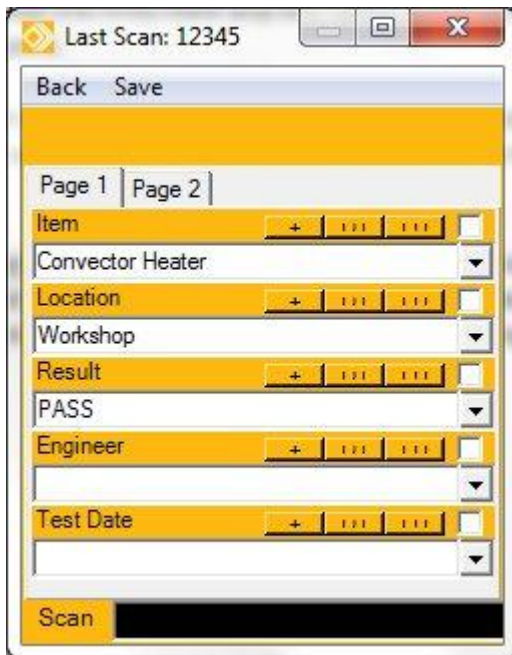 Last Scan: 12345
Back Save
Page 1 Page 2
Item
Convector Heater
Location
Workshop
Result
PASS
Engineer
Test Date
Scan